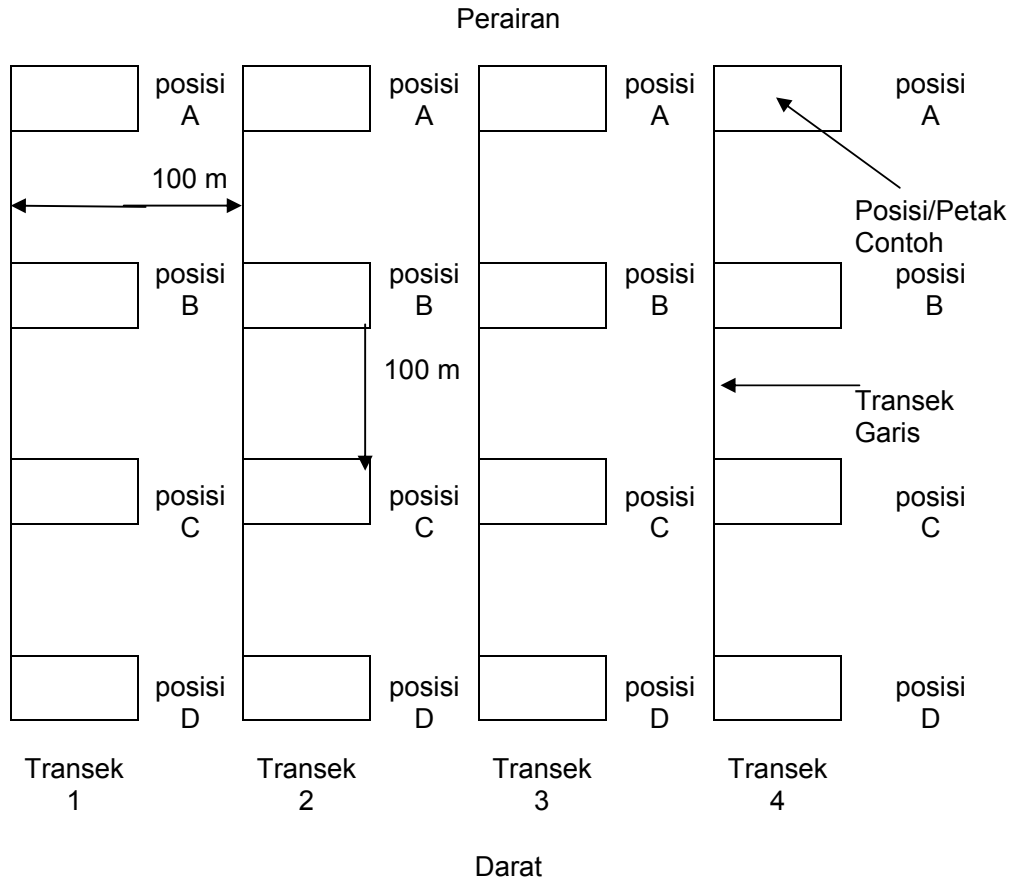 Perairan
posisi
A
posisi
A
posisi
A
posisi
A
100 m
Posisi/Petak
Contoh
posisi
B
posisi
B
posisi
B
posisi
B
100 m
Transek
Garis
posisi
C
posisi
C
posisi
C
posisi
C
posisi
D
posisi
D
posisi
D
posisi
D
Transek
1
Transek
2
Transek
3
Transek
4
Darat